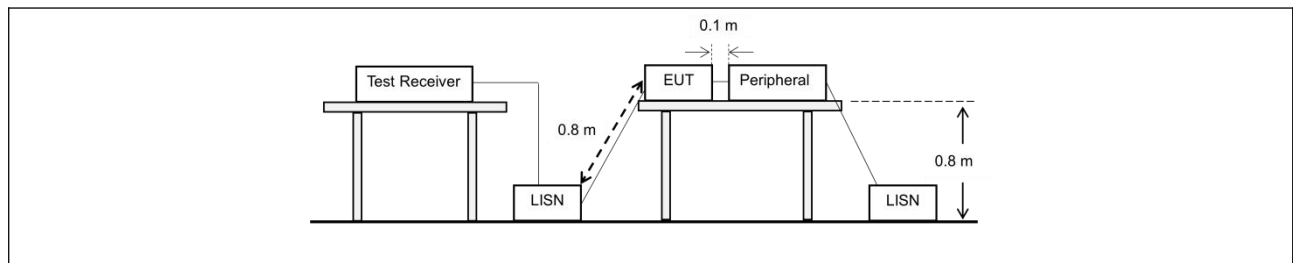 0.1 m
Test Receiver
EUT
Peripheral
0.8 m
0.8 m
LISN
LISN